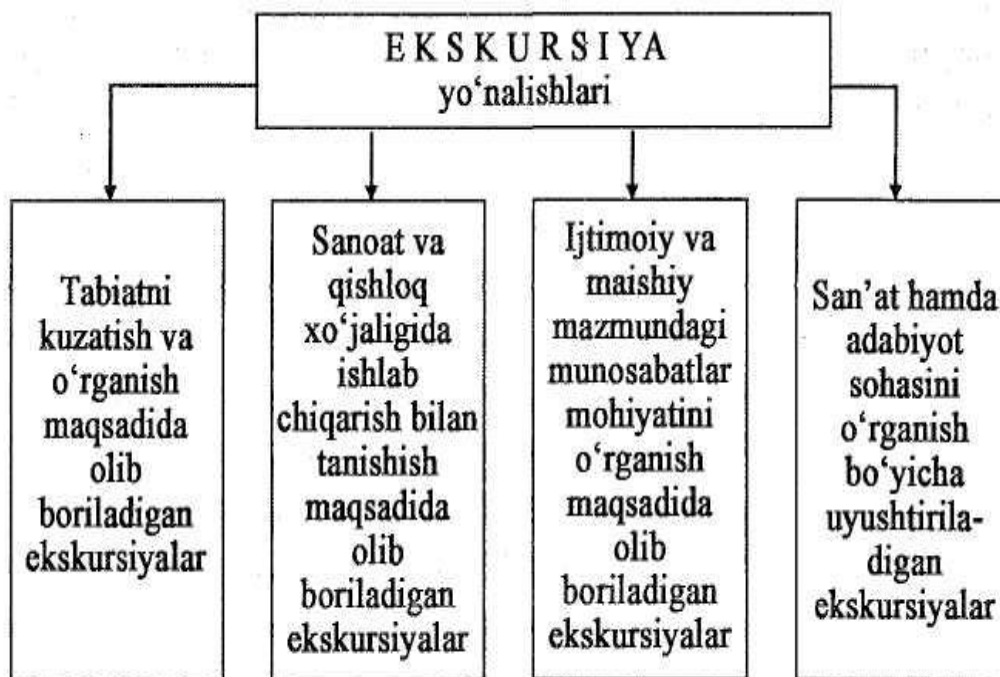 EKSKURSIYA
yo‘nalishlari
Tabiatni
kuzatish va
o‘rganish
maqsadida
olib
boriladigan
ekskursiyalar
Sanoat va
qishloq
xo‘jaligida
ishlab
chiqarish bilan
tanishish
maqsadida
olib
boriladigan
ekskursiyalar
Ijtimoiy va
maishiy
mazmundagi
munosabatlar
mohiyatini
o‘rganish
maqsadida
olib
boriladigan
ekskursiyalar
San’at hamda
adabiyot
sohasini
o‘rganish
bo‘yicha
uyushtirila-
digan
ekskursiyalar